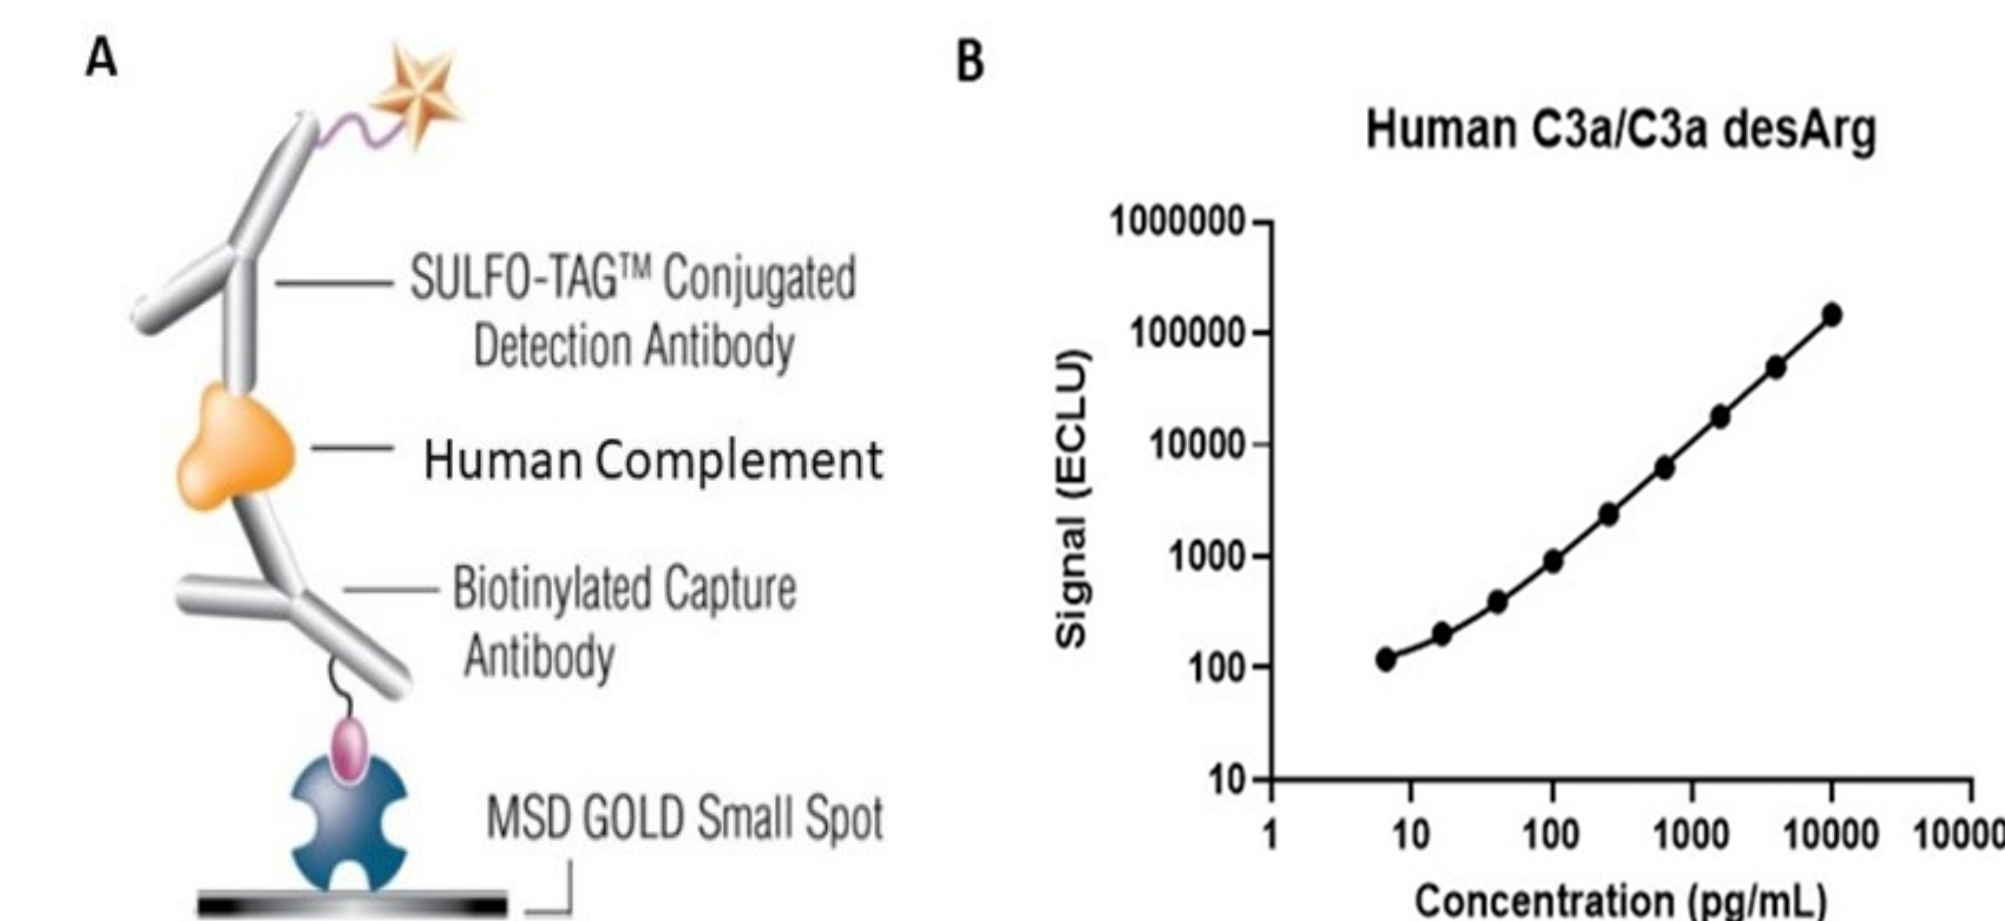 A
SULFO-TAG™ Conjugated
Detection Antibody
Human Complement
Biotinylated Capture
Antibody
MSD GOLD Small Spot
B
Human C3a/C3a desArg
1000000
100000
10000
1000
100
10
Signal (ECLU)
1 10 100 1000 10000 10000
Concentration (pg/mL)